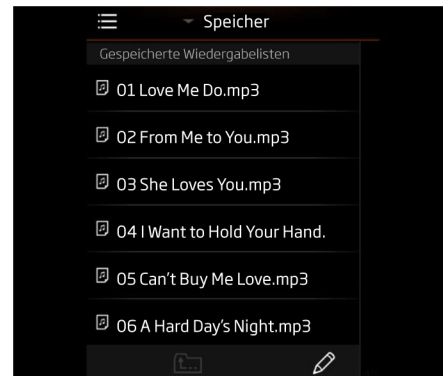 Speicher
Gespeicherte Wiedergabelisten
01 Love Me Do.mp3
02 From Me to You.mp3
03 She Loves You.mp3
04 I Want to Hold Your Hand.
05 Can't Buy Me Love.mp3
06 A Hard Day's Night.mp3